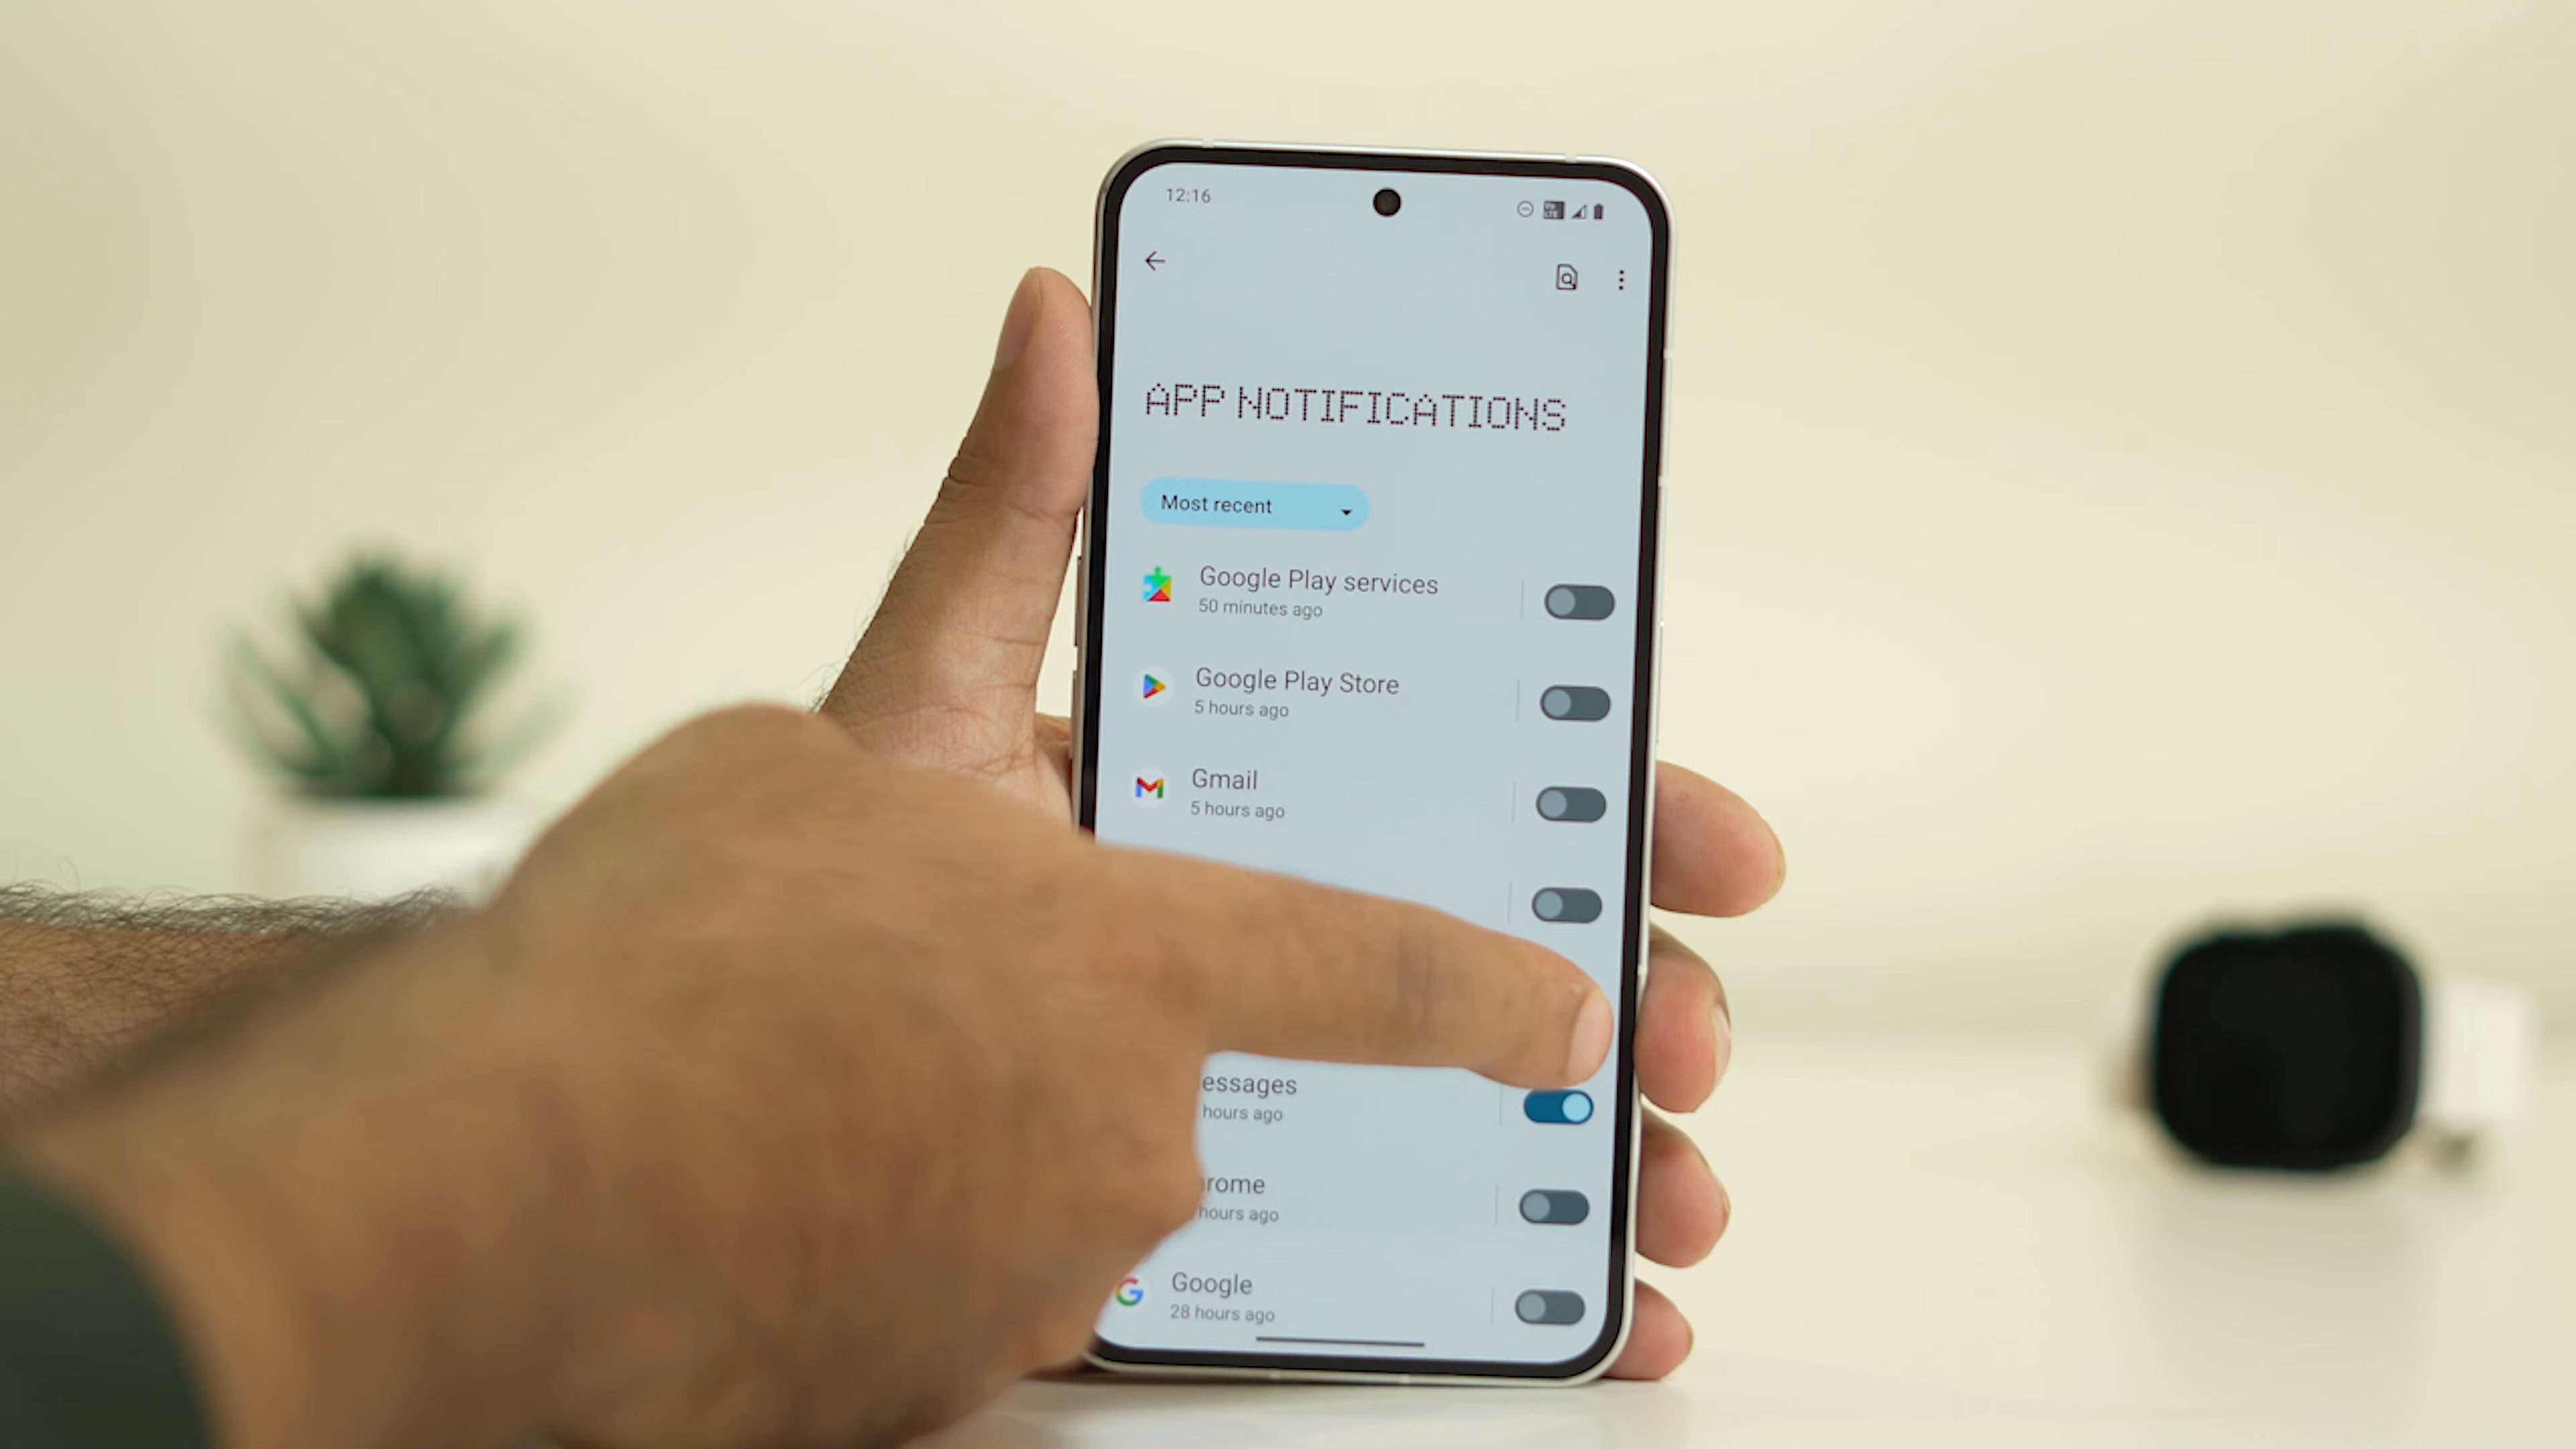 12:16
APP NOTIFICATIONS
Most recent
Google Play services
50 minutes ago
Google Play Store
5 hours ago
Gmail
5 hours ago
essages
hours ago
rome
hours ago
Google
28 hours ago